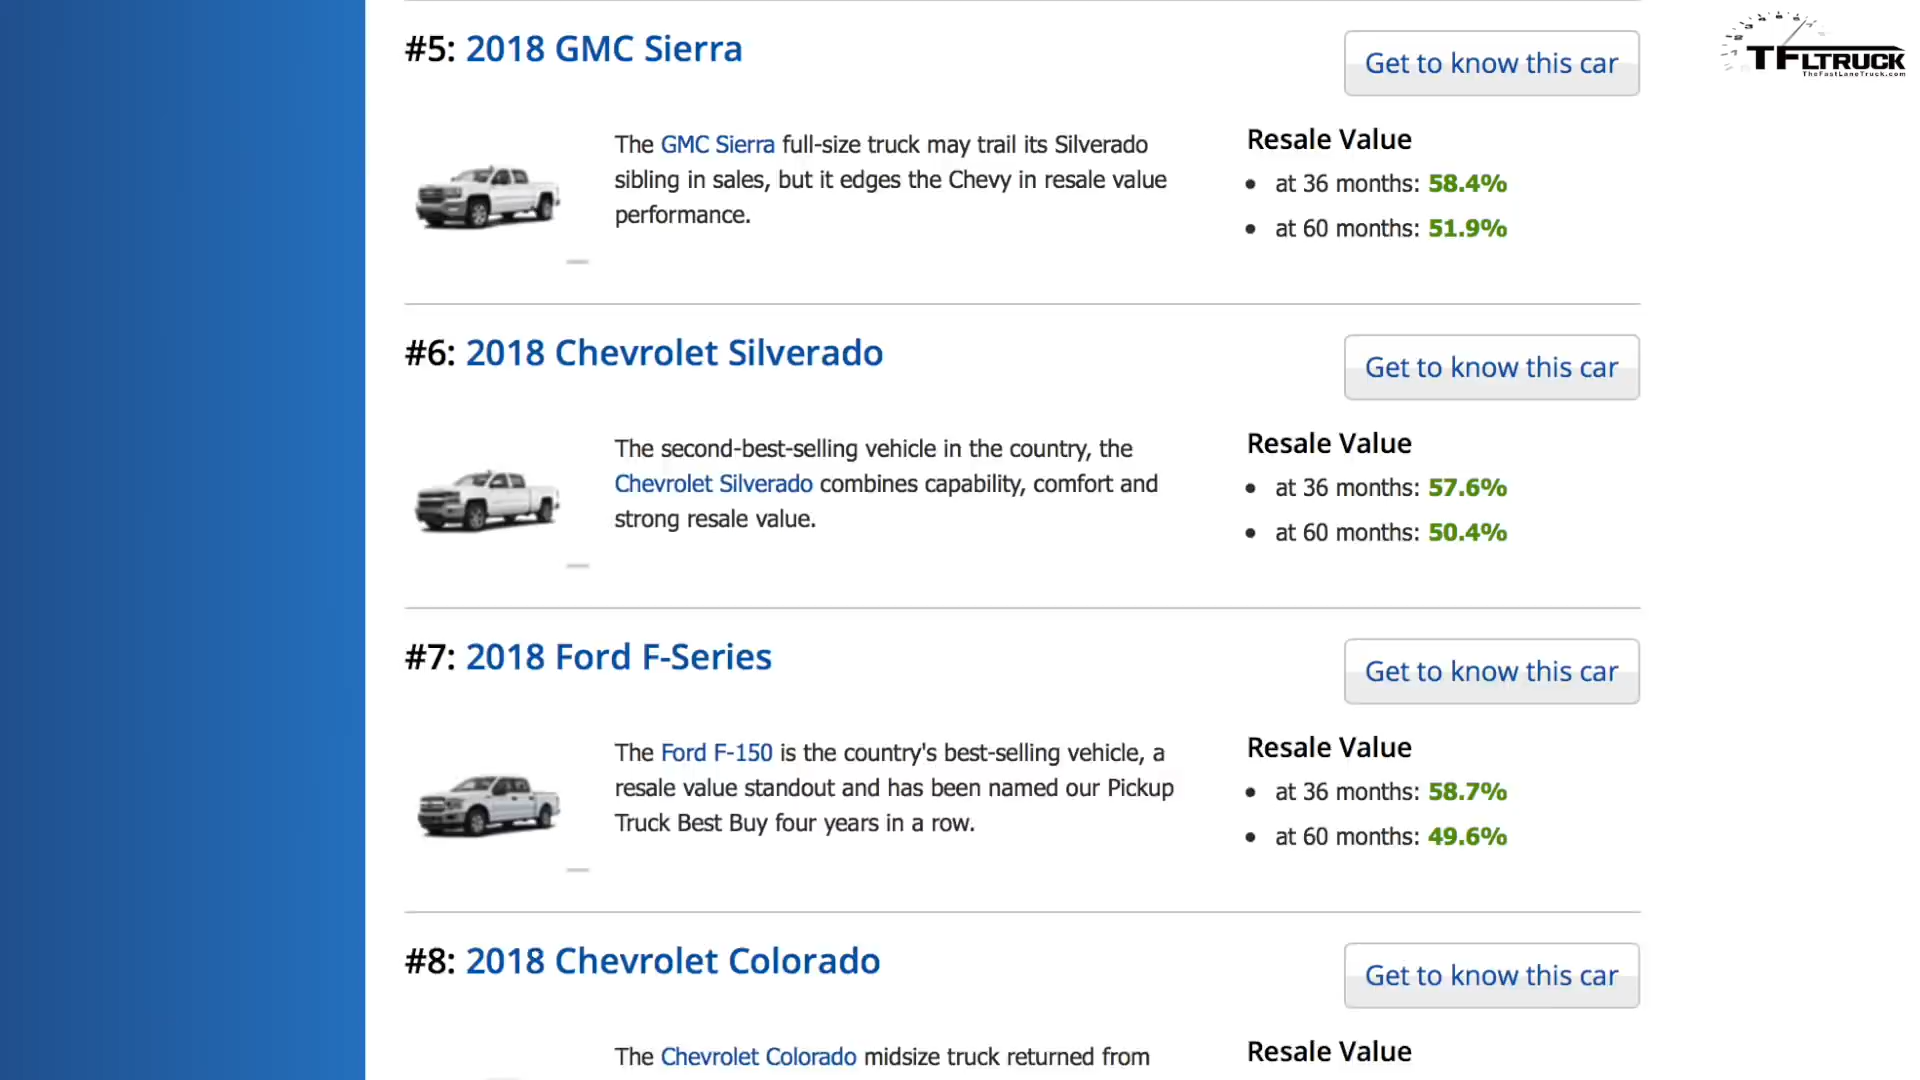 #5: 2018 GMC Sierra
Get to know this car
The GMC Sierra full-size truck may trail its Silverado
sibling in sales, but it edges the Chevy in resale value
performance.
Resale Value
• at 36 months: 58.4%
• at 60 months: 51.9%
TFLTRUCK
TheFastLaneTruck.com
#6: 2018 Chevrolet Silverado
Get to know this car
The second-best-selling vehicle in the country, the
Chevrolet Silverado combines capability, comfort and
strong resale value.
Resale Value
• at 36 months: 57.6%
• at 60 months: 50.4%
#7: 2018 Ford F-Series
Get to know this car
The Ford F-150 is the country's best-selling vehicle, a
resale value standout and has been named our Pickup
Truck Best Buy four years in a row.
Resale Value
• at 36 months: 58.7%
• at 60 months: 49.6%
#8: 2018 Chevrolet Colorado
Get to know this car
The Chevrolet Colorado midsize truck returned from
Resale Value